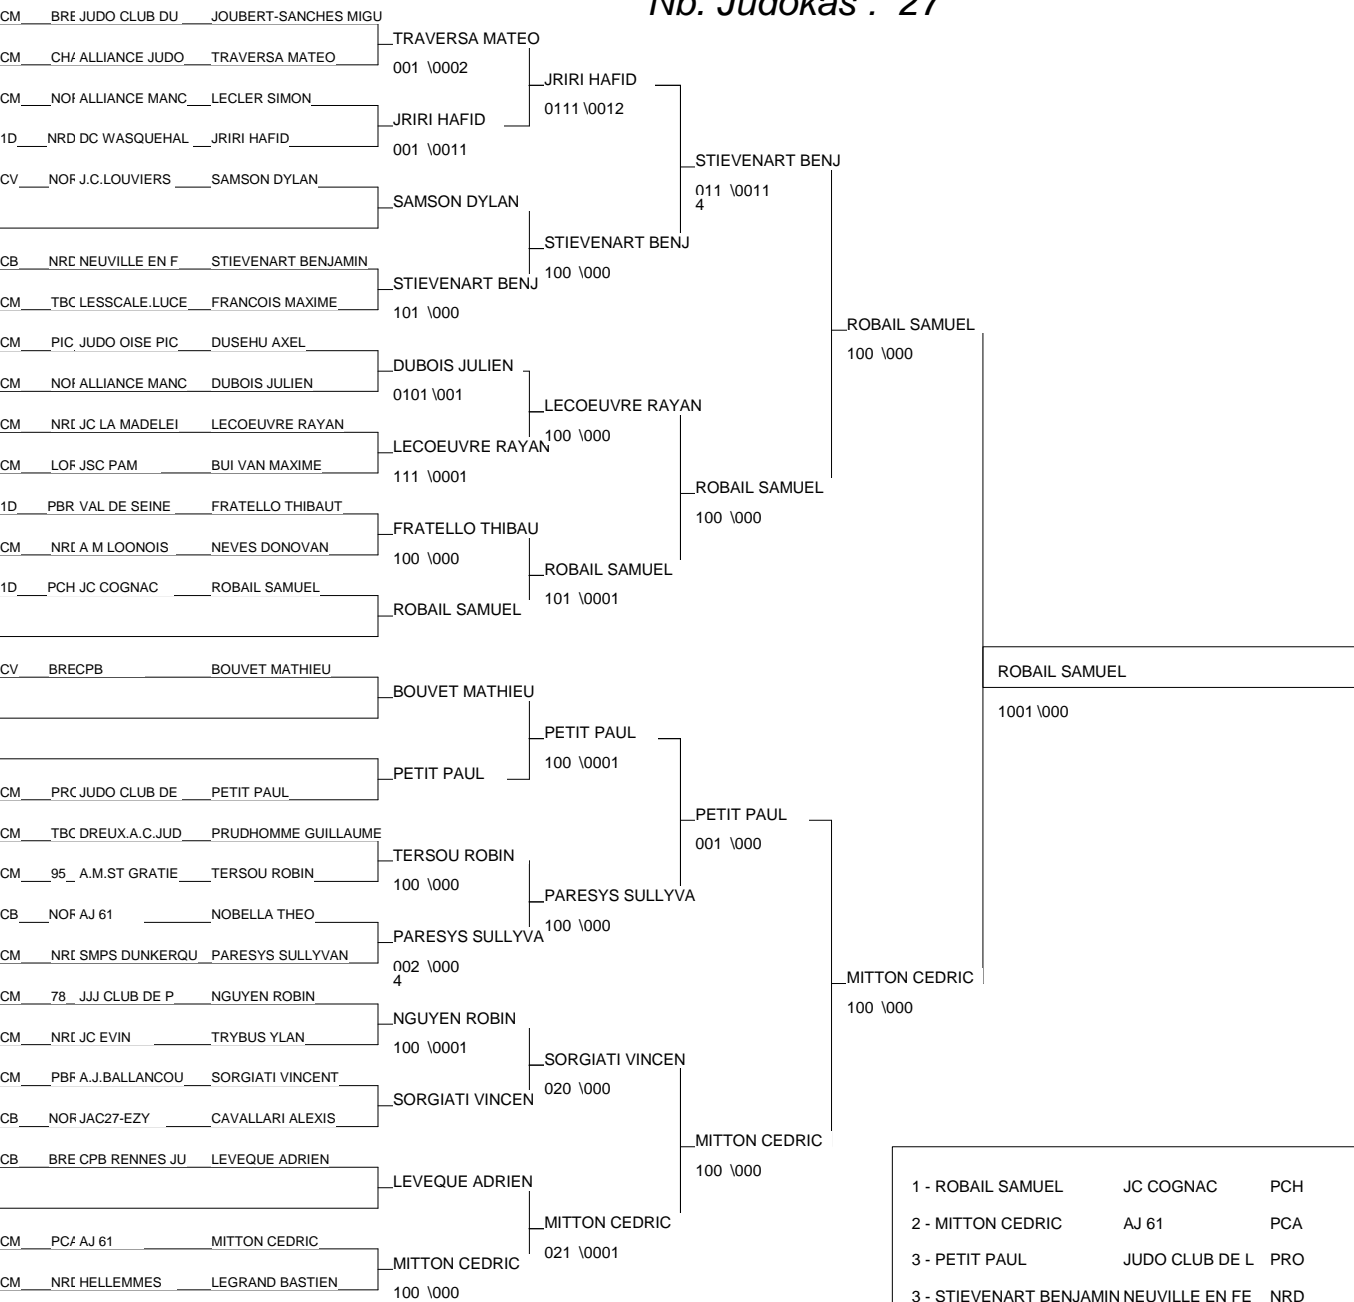 Nb. Judokas : 27
CM BRE JUDO CLUB DU JOUBERT-SANCHES MIGU
TRAVERSA MATEO
CM CHA ALLIANCE JUDO TRAVERSA MATEO
001 \0002
JRIRI HAFID
CM NOR ALLIANCE MANC LECLER SIMON
0111 \0012
JRIRI HAFID
1D NRD DC WASQUEHAL JRIRI HAFID
001 \0011
STIEVENART BENJ
CV NOR J.C.LOUVIERS SAMSON DYLAN
011 \0011
4
SAMSON DYLAN
STIEVENART BENJ
CB NRD NEUVILLE EN F STIEVENART BENJAMIN
100 \000
STIEVENART BENJ
CM TBO LESSCALE.LUCE FRANCOIS MAXIME
101 \000
ROBAIL SAMUEL
CM PIC JUDO OISE PIC DUSEHU AXEL
100 \000
DUBOIS JULIEN
CM NOR ALLIANCE MANC DUBOIS JULIEN
0101 \001
LECOEUVRE RAYAN
CM NRD JC LA MADELEI LECOEUVRE RAYAN
100 \000
LECOEUVRE RAYAN
CM LOR JSC PAM BUI VAN MAXIME
111 \0001
ROBAIL SAMUEL
1D PBR VAL DE SEINE FRATELLO THIBAUT
100 \000
FRATELLO THIBAU
CM NRD A M LOONOIS NEVES DONOVAN
100 \000
ROBAIL SAMUEL
1D PCH JC COGNAC ROBAIL SAMUEL
101 \0001
ROBAIL SAMUEL
CV BRE CPB BOUVET MATHIEU
ROBAIL SAMUEL
BOUVET MATHIEU
1001 \000
PETIT PAUL
100 \0001
PETIT PAUL
CM PRO JUDO CLUB DE PETIT PAUL
PETIT PAUL
CM TBO DREUX.A.C.JUD PRUDHOMME GUILLAUME
001 \000
TERSOU ROBIN
CM 95 A.M.ST GRATIE TERSOU ROBIN
100 \000
PARESYS SULLYVA
CB NOR AJ 61 NOBELLA THEO
100 \000
PARESYS SULLYVA
CM NRD SMPS DUNKERQU PARESYS SULLYVAN
002 \000
4
MITTON CEDRIC
CM 78 JJJ CLUB DE P NGUYEN ROBIN
100 \000
NGUYEN ROBIN
CM NRD JC EVIN TRYBUS YLAN
100 \0001
SORGIATI VINCEN
CM PBR A.J.BALLANCOU SORGIATI VINCENT
020 \000
SORGIATI VINCEN
CB NOR JAC27-EZY CAVALLARI ALEXIS
MITTON CEDRIC
CB BRE CPB RENNES JU LEVEQUE ADRIEN
100 \000
LEVEQUE ADRIEN
1 - ROBAIL SAMUEL JC COGNAC PCH
MITTON CEDRIC
2 - MITTON CEDRIC AJ 61 PCA
CM PCA AJ 61 MITTON CEDRIC
021 \0001
MITTON CEDRIC
3 - PETIT PAUL JUDO CLUB DE L PRO
CM NRD HELLEMMES LEGRAND BASTIEN
100 \000
3 - STIEVENART BENJAMIN NEUVILLE EN FE NRD